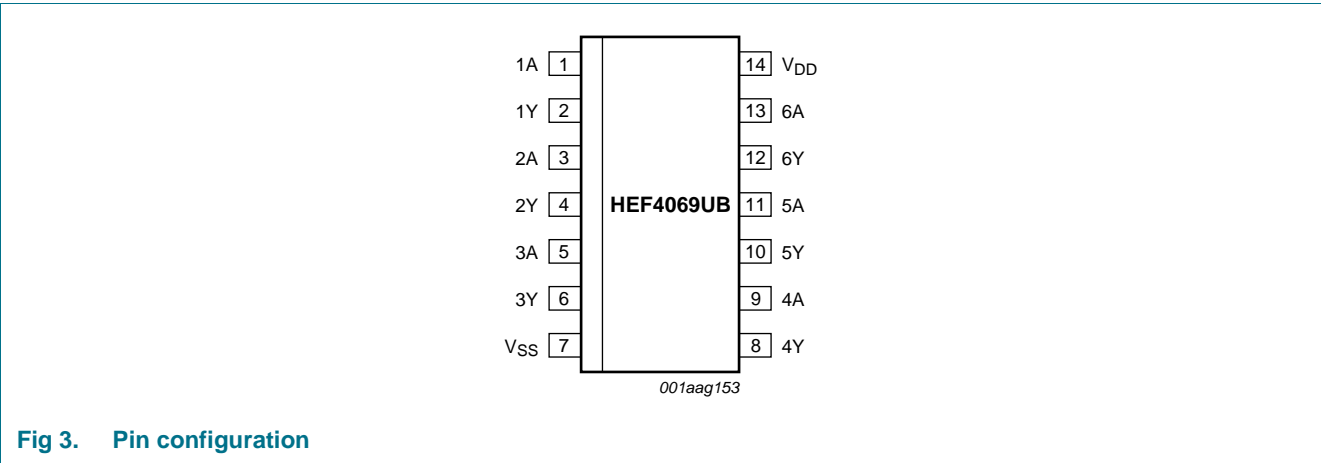 1A 1 14 VDD
1Y 2 13 6A
2A 3 12 6Y
2Y 4 HEF4069UB 11 5A
3A 5 10 5Y
3Y 6 9 4A
VSS 7 8 4Y
001aag153
Fig 3. Pin configuration